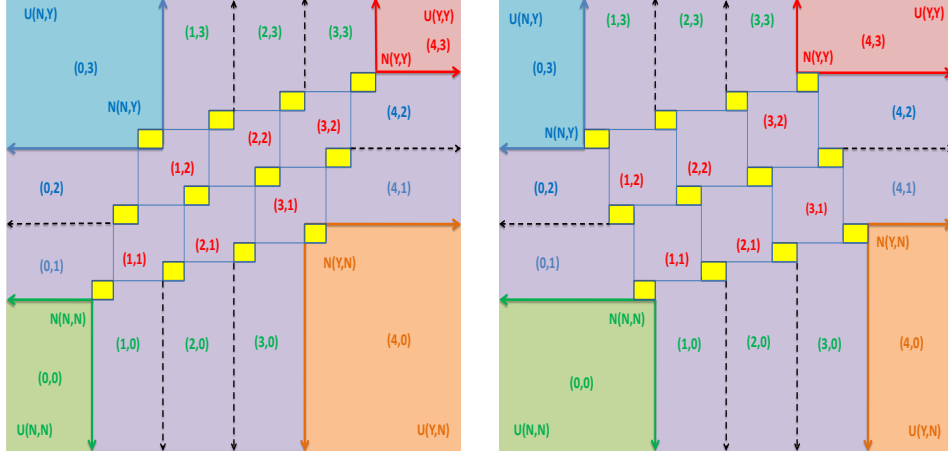 U(N,Y)
(1,3)
(2,3)
(3,3)
U(Y,Y)
(4,3)
N(Y,Y)
(0,3)
N(N,Y)
(4,2)
(3,2)
(2,2)
(1,2)
(0,2)
(4,1)
(3,1)
(2,1)
(1,1)
(0,1)
N(Y,N)
N(N,N)
(1,0)
(2,0)
(3,0)
(4,0)
(0,0)
U(N,N)
U(Y,N)
U(N,Y)
(1,3)
(2,3)
(3,3)
U(Y,Y)
(4,3)
N(Y,Y)
(0,3)
N(N,Y)
(4,2)
(3,2)
(2,2)
(1,2)
(0,2)
(4,1)
(3,1)
(2,1)
(1,1)
(0,1)
N(Y,N)
N(N,N)
(1,0)
(2,0)
(3,0)
(4,0)
(0,0)
U(N,N)
U(Y,N)